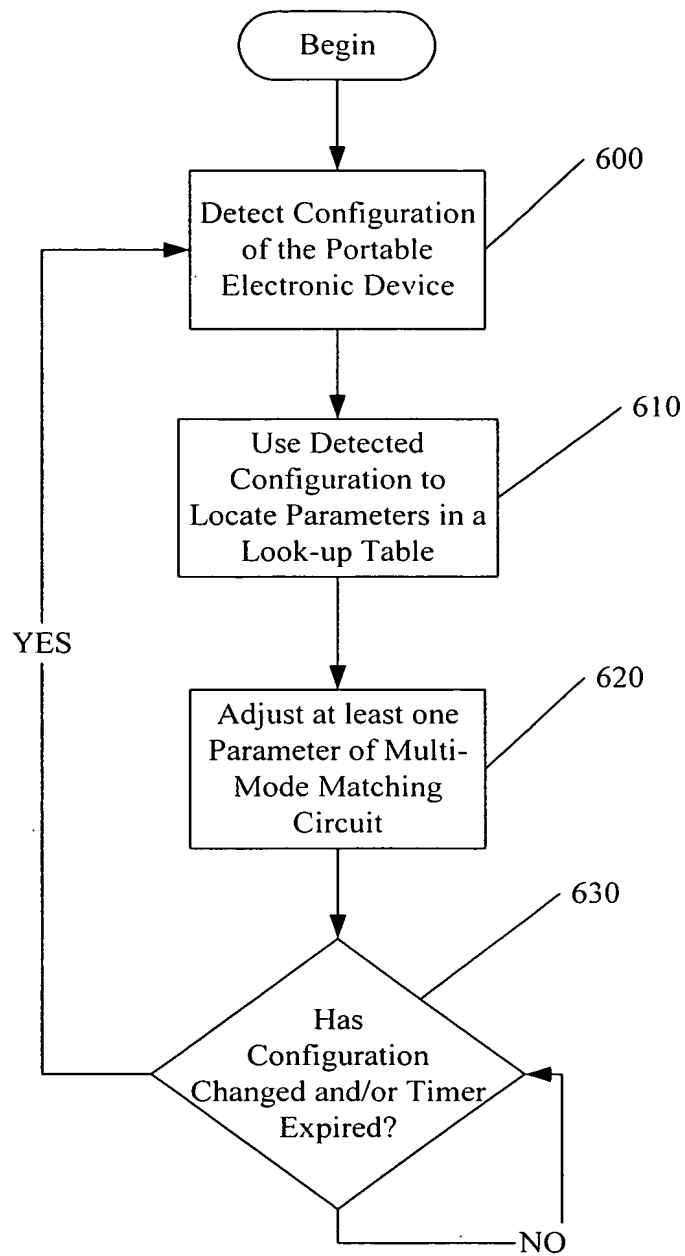 Begin
600
Detect Configuration
of the Portable
Electronic Device
610
Use Detected
Configuration to
Locate Parameters in a
Look-up Table
YES
620
Adjust at least one
Parameter of Multi-
Mode Matching
Circuit
630
Has
Configuration
Changed and/or Timer
Expired?
NO